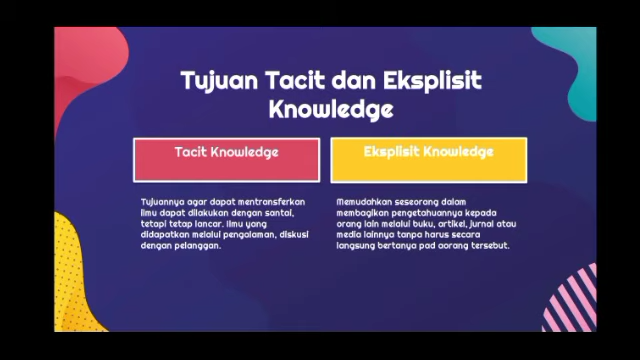 Tujuan Tacit dan Eksplisit
Knowledge
Tacit Knowledge
Eksplisit Knowledge
Tujuannya agar dapat mentransferkan
ilmu dapat dilakukan dengan santai,
tetapi tetap lancar. Ilmu yang
didapatkan melalui pengalaman, diskusi
dengan pelanggan.
Memudahkan seseorang dalam
membagikan pengetahuannya kepada
orang lain melalui buku, artikel, jurnal atau
media lainnya tanpa harus secara
langsung bertanya pad aorang tersebut.